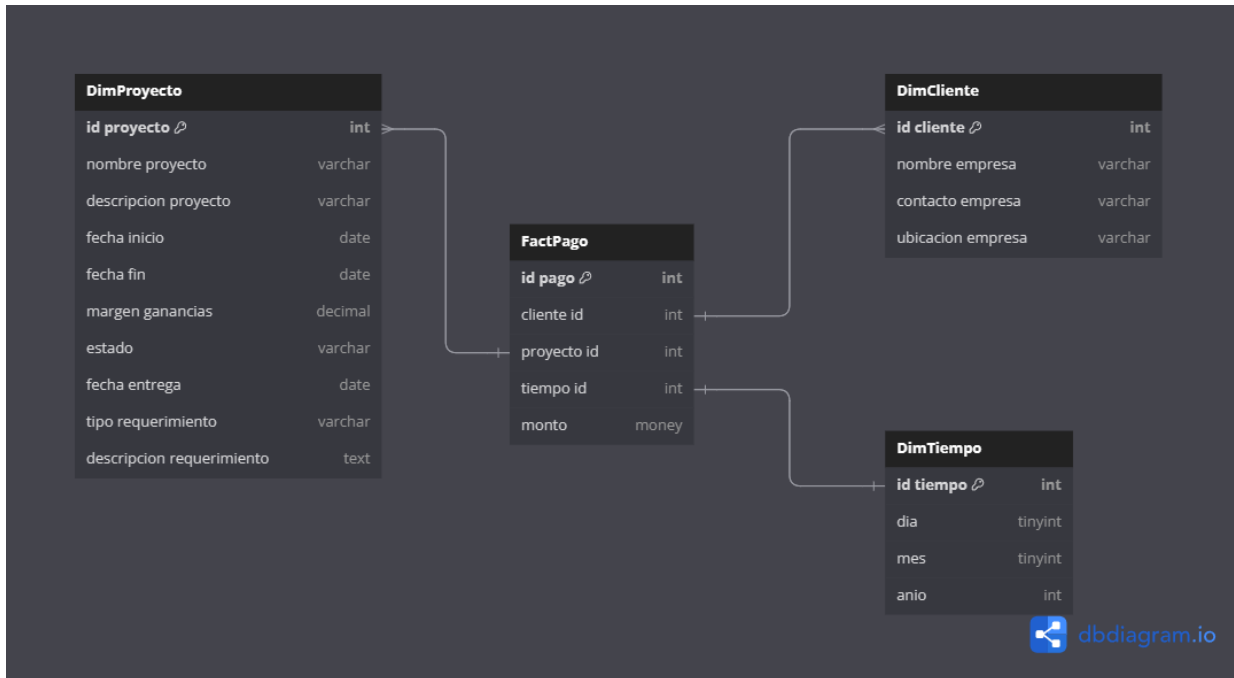 DimProyecto
id proyecto int
nombre proyecto varchar
descripcion proyecto varchar
fecha inicio date
fecha fin date
margen ganancias decimal
estado varchar
fecha entrega date
tipo requerimiento varchar
descripcion requerimiento text
FactPago
id pago int
cliente id int
proyecto id int
tiempo id int
monto money
DimCliente
id cliente int
nombre empresa varchar
contacto empresa varchar
ubicacion empresa varchar
DimTiempo
id tiempo int
dia tinyint
mes tinyint
anio int
dbdiagram.io